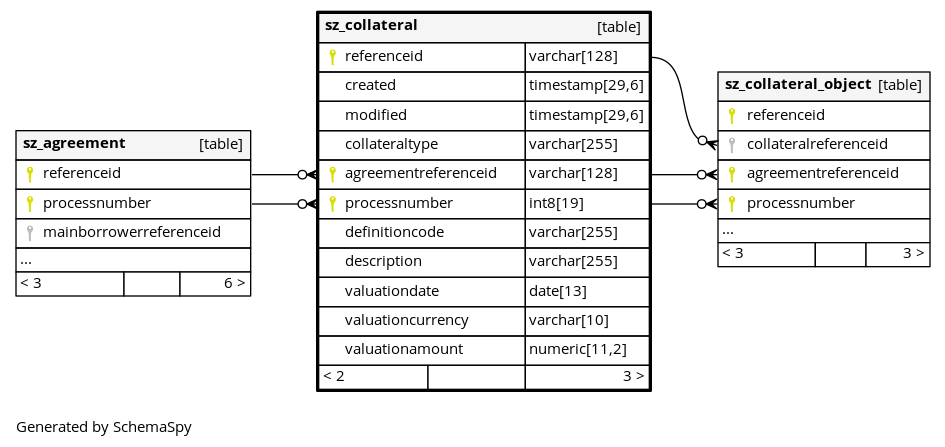 sz_agreement [table]
referenceid
processnumber
mainborrowerreferenceid
...
< 3 6 >
sz_collateral [table]
referenceid varchar[128]
created timestamp[29,6]
modified timestamp[29,6]
collateraltype varchar[255]
agreementreferenceid varchar[128]
processnumber int8[19]
definitioncode varchar[255]
description varchar[255]
valuationdate date[13]
valuationcurrency varchar[10]
valuationamount numeric[11,2]
< 2 3 >
sz_collateral_object [table]
referenceid
collateralreferenceid
agreementreferenceid
processnumber
...
< 3 3 >
Generated by SchemaSpy